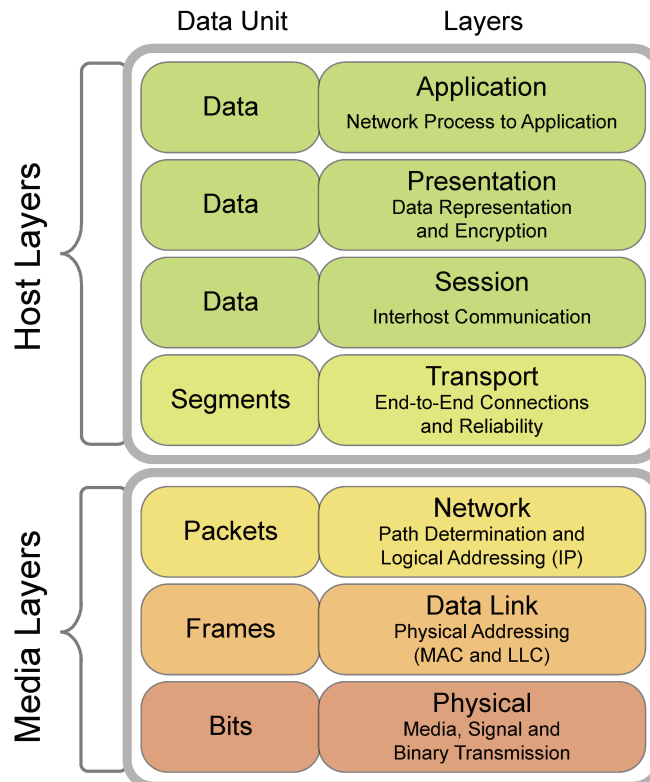 Data Unit
Layers
Host Layers
Data
Application
Network Process to Application
Data
Presentation
Data Representation
and Encryption
Data
Session
Interhost Communication
Segments
Transport
End-to-End Connections
and Reliability
Media Layers
Packets
Network
Path Determination and
Logical Addressing (IP)
Frames
Data Link
Physical Addressing
(MAC and LLC)
Bits
Physical
Media, Signal and
Binary Transmission